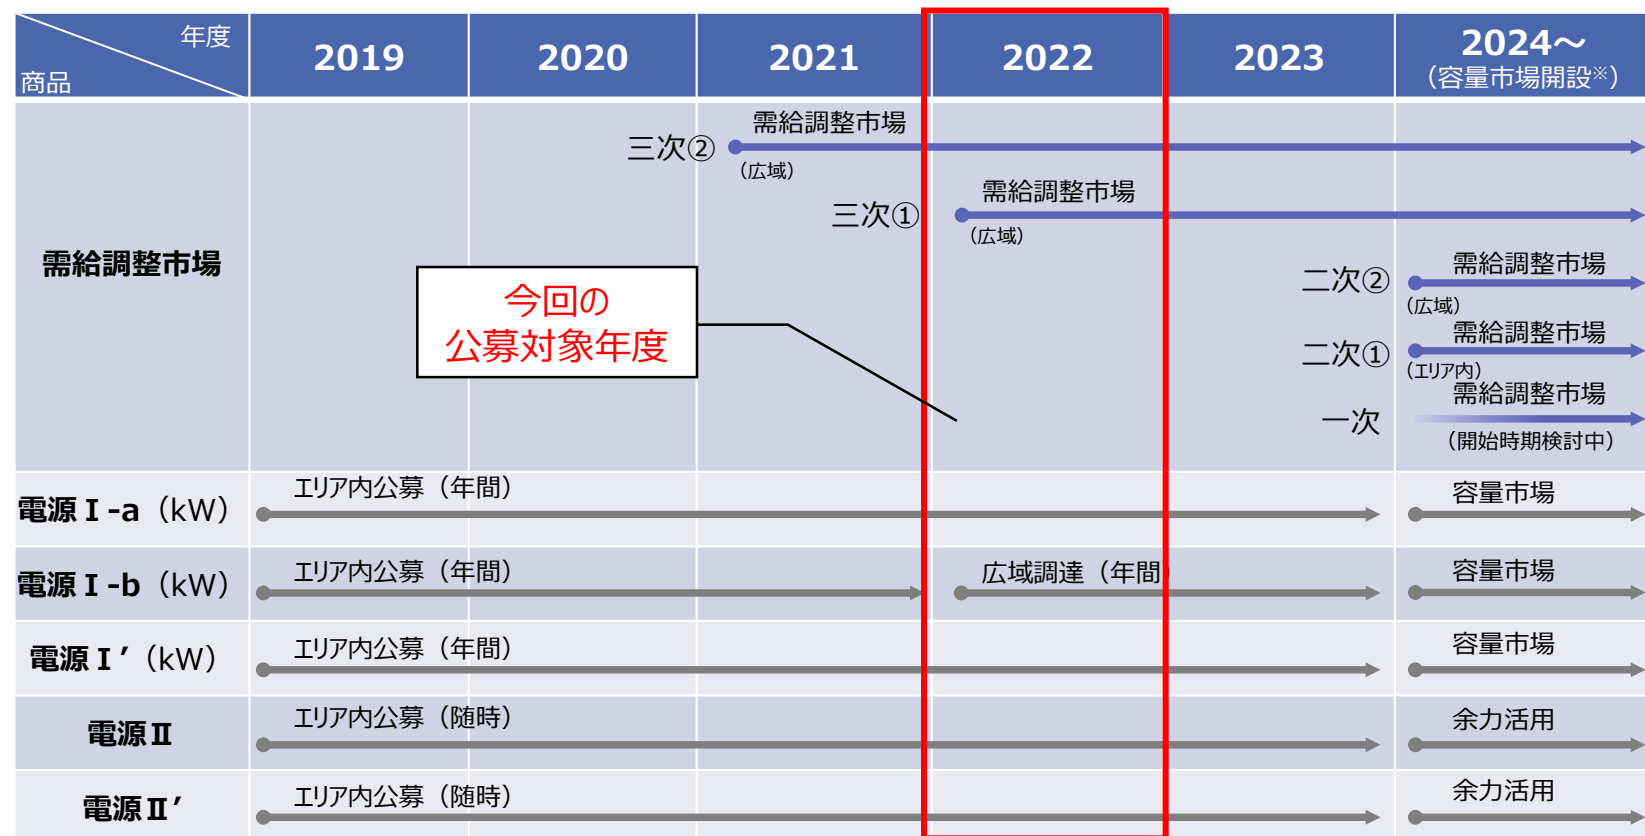 年度
商品
2019
2020
2021
2022
2023
2024～
（容量市場開設※）
需給調整市場
三次②
需給調整市場
（広域）
三次①
需給調整市場
（広域）
今回の
公募対象年度
二次②
需給調整市場
（広域）
二次①
需給調整市場
（エリア内）
一次
需給調整市場
（開始時期検討中）
電源Ⅰ-a（kW）
エリア内公募（年間）
容量市場
電源Ⅰ-b（kW）
エリア内公募（年間）
広域調達（年間）
容量市場
電源Ⅰ’（kW）
エリア内公募（年間）
容量市場
電源Ⅱ
エリア内公募（随時）
余力活用
電源Ⅱ’
エリア内公募（随時）
余力活用